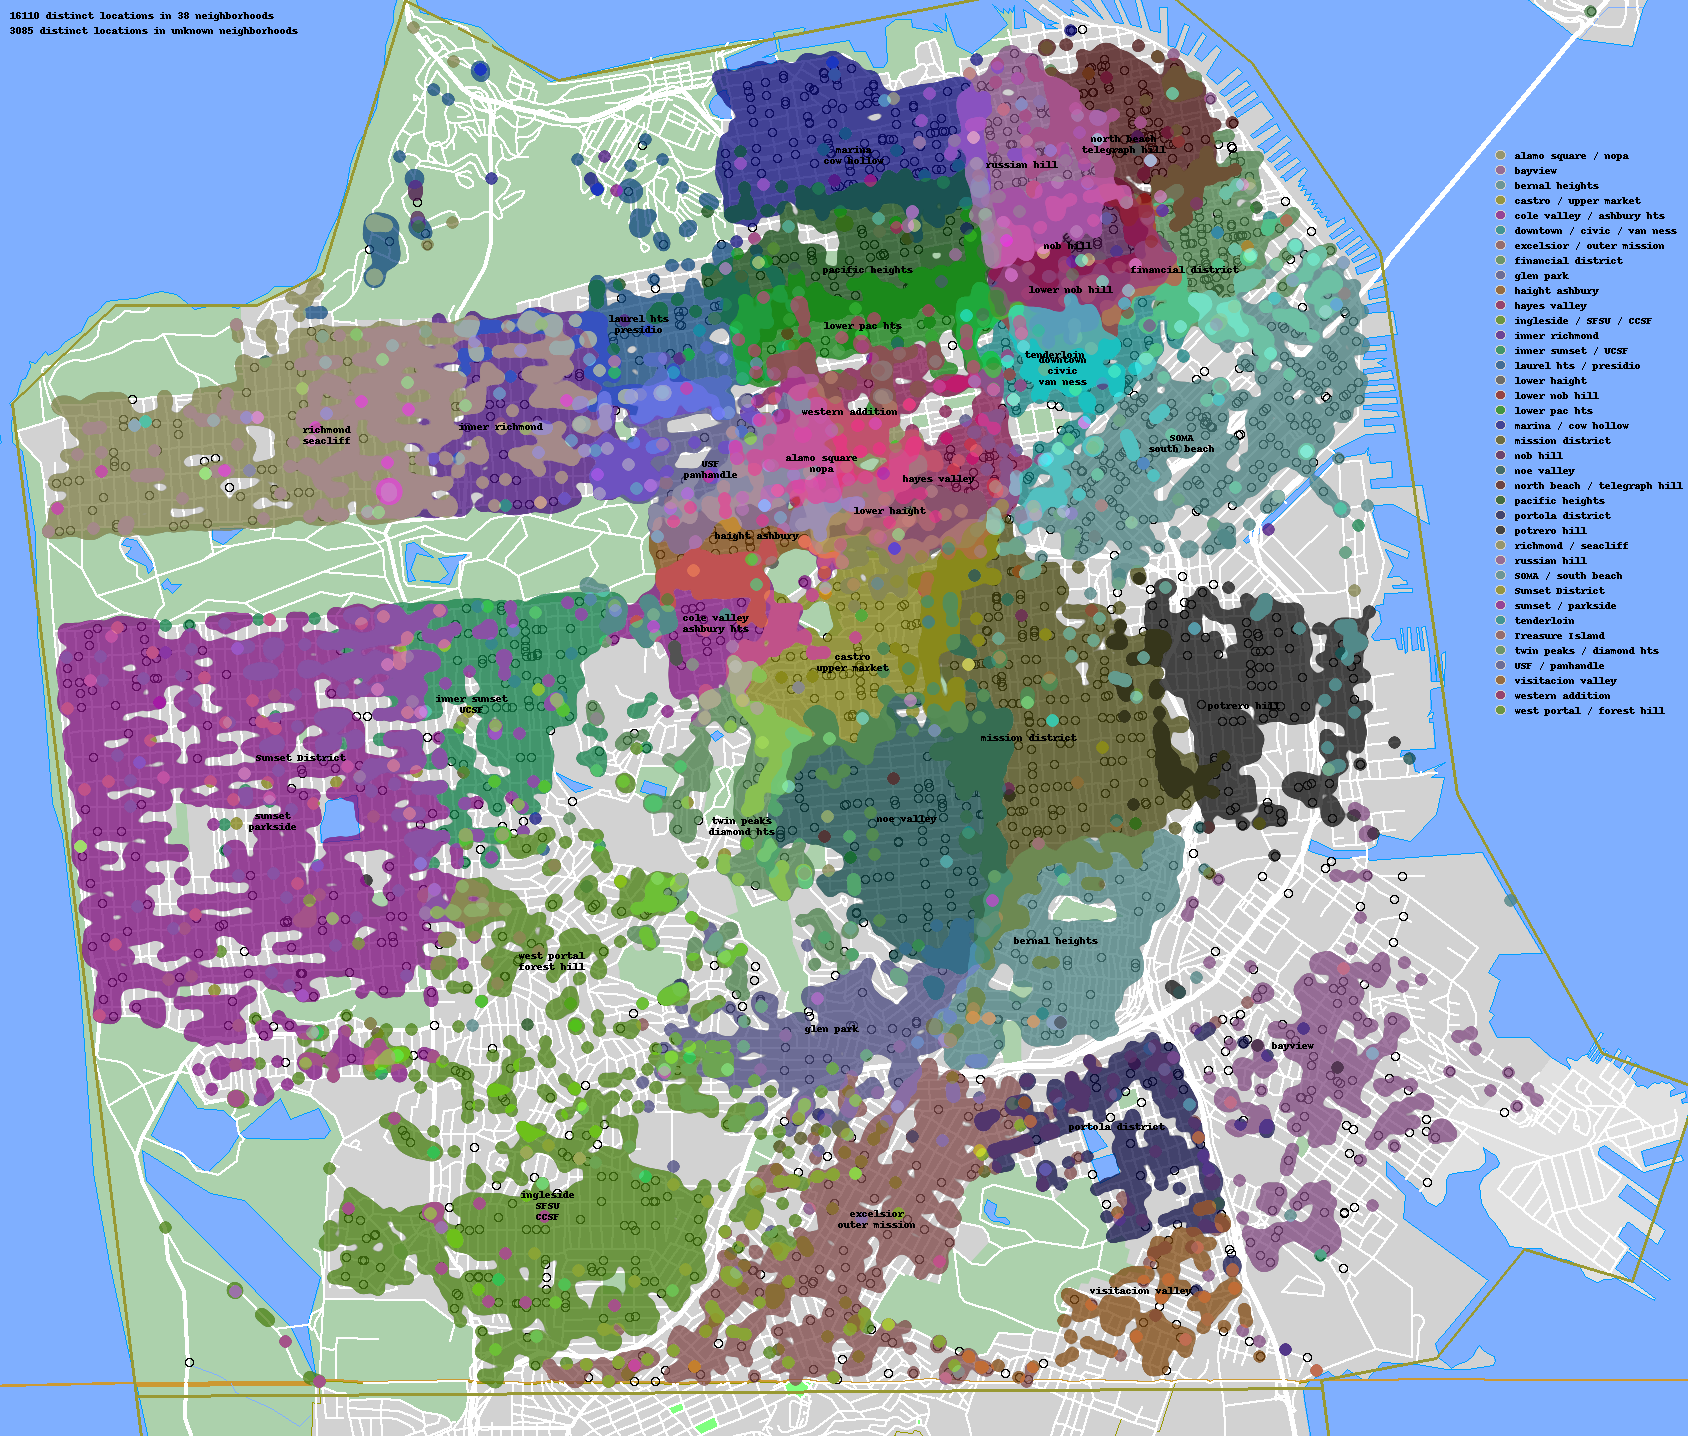 16110 distinct locations in 38 neighborhoods
3085 distinct locations in unknown neighborhoods
marina
cow hollow
north beach
telegraph hill
russian hill
nob hill
pacific heights
financial district
lower nob hill
laurel hts
presidio
lower pac hts
tenderloin
downtown
civic
van ness
western addition
richmond
seacliff
inner richmond
SOMA
south beach
alamo square
nopa
USF
panhandle
hayes valley
lower height
haight ashbury
cole valley
ashbury hts
castro
upper market
inner sunset
UCSF
potrero hill
mission district
Sunset District
sunset
parkside
twin peaks
diamond hts
noe valley
bernal heights
west portal
forest hill
glen park
bayview
portola district
ingleside
SFSU
CCSF
excelsior
outer mission
visitacion valley
alamo square / nopa
bayview
bernal heights
castro / upper market
cole valley / ashbury hts
downtown / civic / van ness
excelsior / outer mission
financial district
glen park
haight ashbury
hayes valley
ingleside / SFSU / CCSF
inner richmond
inner sunset / UCSF
laurel hts / presidio
lower height
lower nob hill
lower pac hts
marina / cow hollow
mission district
nob hill
noe valley
north beach / telegraph hill
pacific heights
portola district
potrero hill
richmond / seacliff
russian hill
SOMA / south beach
Sunset District
sunset / parkside
tenderloin
Treasure Island
twin peaks / diamond hts
USF / panhandle
visitacion valley
western addition
west portal / forest hill